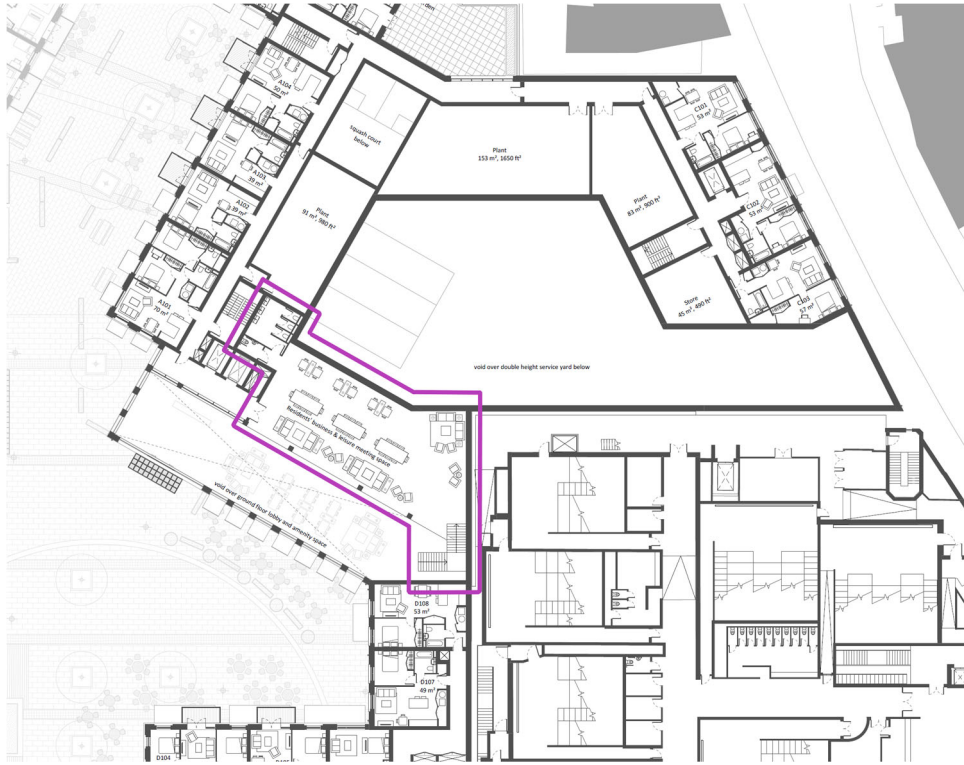 A104
50 m²
squash court
below
Plant
153 m², 1650 ft²
C101
53 m²
A103
39 m²
A102
39 m²
Plant
91 m², 980 ft²
Plant
83 m², 900 ft²
C102
53 m²
A101
70 m²
Store
45 m², 490 ft²
C103
57 m²
void over double height service yard below
Residents' business & leisure meeting space
void over ground floor lobby and amenity space
D108
53 m²
D107
49 m²
D104